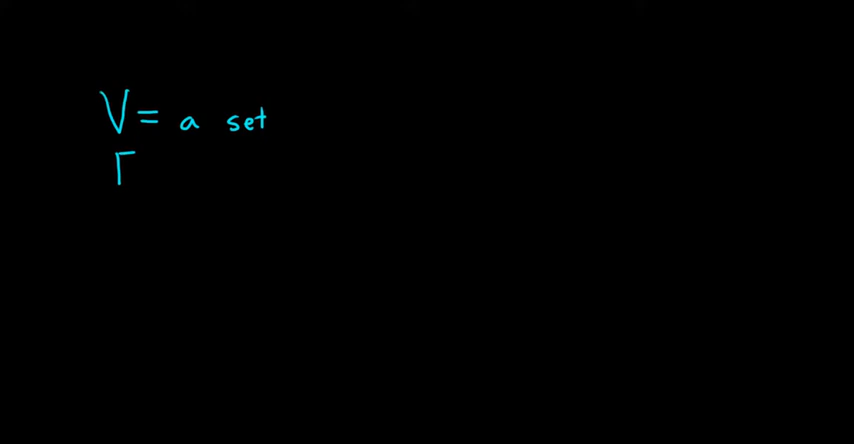 V = a set
Γ